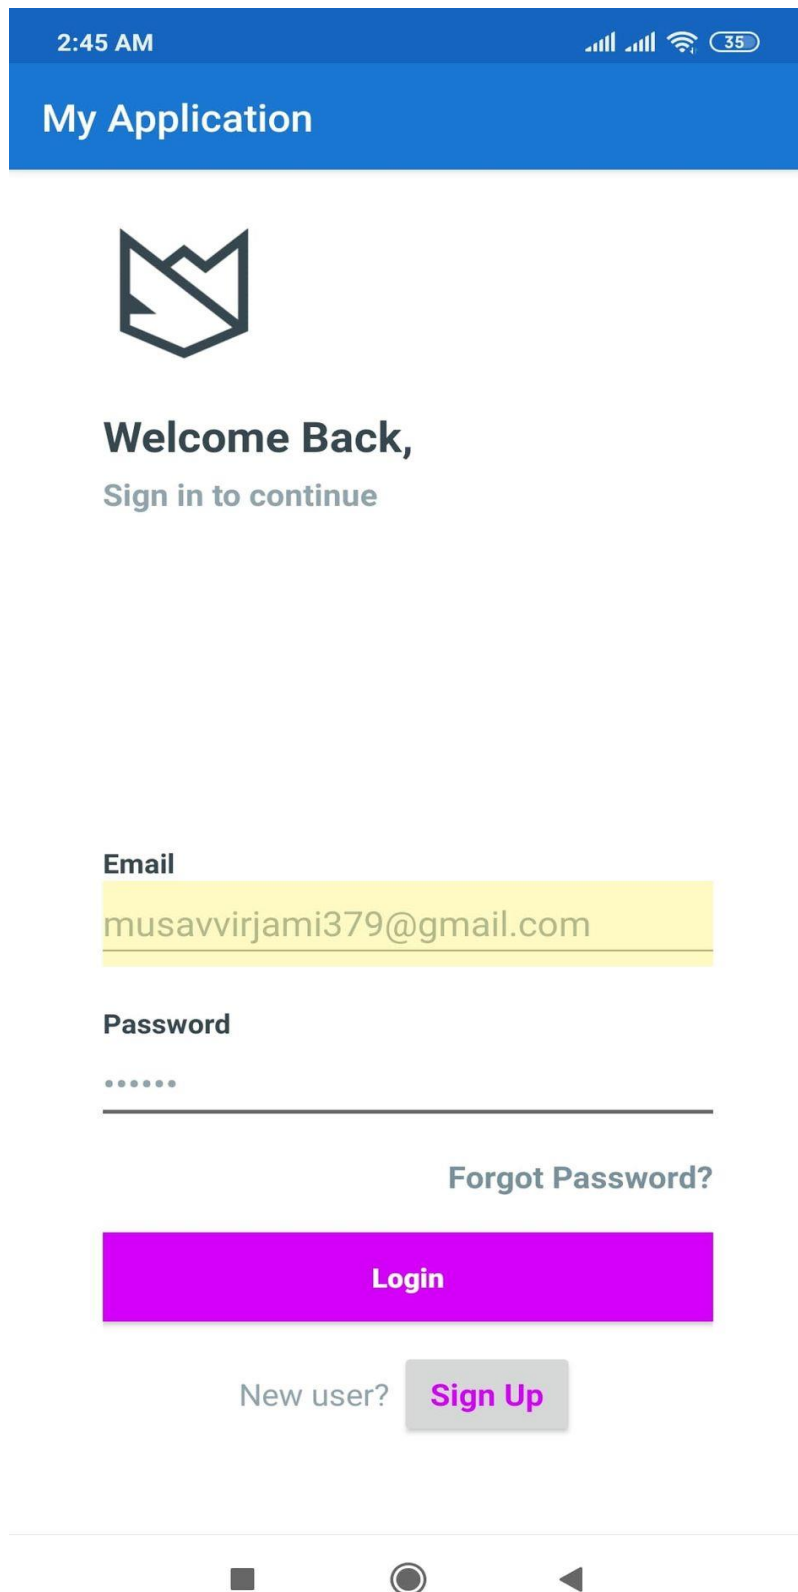 2:45 AM 35
My Application
Welcome Back,
Sign in to continue
Email
musavvirjami379@gmail.com
Password
••••••
Forgot Password?
Login
New user? Sign Up